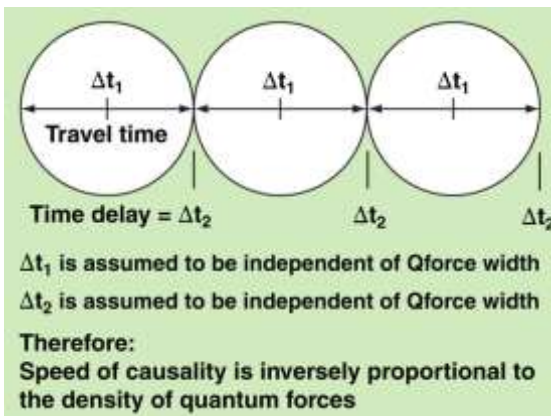 Δt₁ Δt₁ Δt₁
Travel time
Time delay = Δt₂ Δt₂ Δt₂
Δt₁ is assumed to be independent of Qforce width
Δt₂ is assumed to be independent of Qforce width
Therefore:
Speed of causality is inversely proportional to
the density of quantum forces